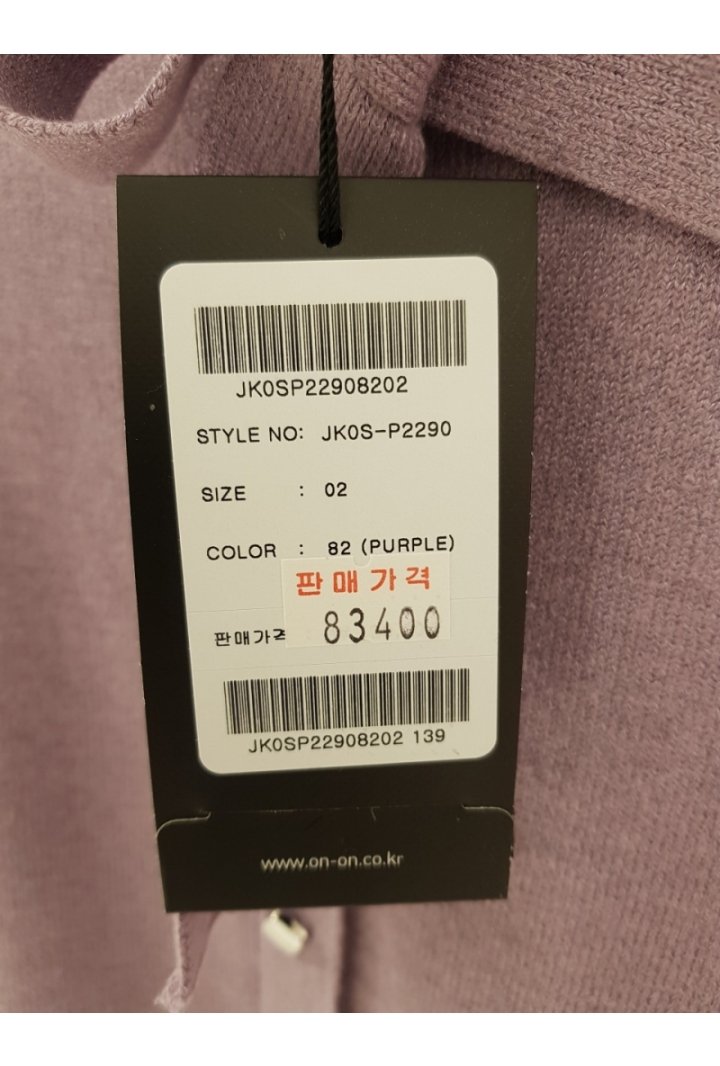 JK0SP22908202
STYLE NO: JK0S-P2290
SIZE : 02
COLOR : 82 (PURPLE)
판매가격
판매가격 83400
JK0SP22908202 139
www.on-on.co.kr